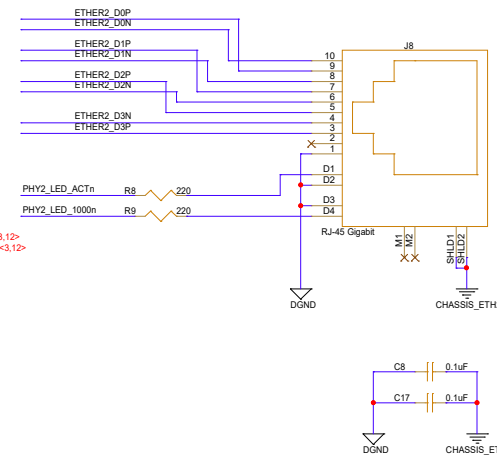 ETHER2_D0P
ETHER2_D0N
J8
ETHER2_D1P
ETHER2_D1N
10
9
8
ETHER2_D2P
ETHER2_D2N
7
6
5
ETHER2_D3N
ETHER2_D3P
4
3
2
1
PHY2_LED_ACTn R8 220
D1
D2
PHY2_LED_1000n R9 220
D3
D4
RJ-45 Gigabit
M1
M2
SHLD1
SHLD2
3,12>
<3,12>
DGND
CHASSIS_ETH
C8 0.1uF
C17 0.1uF
DGND
CHASSIS_ET